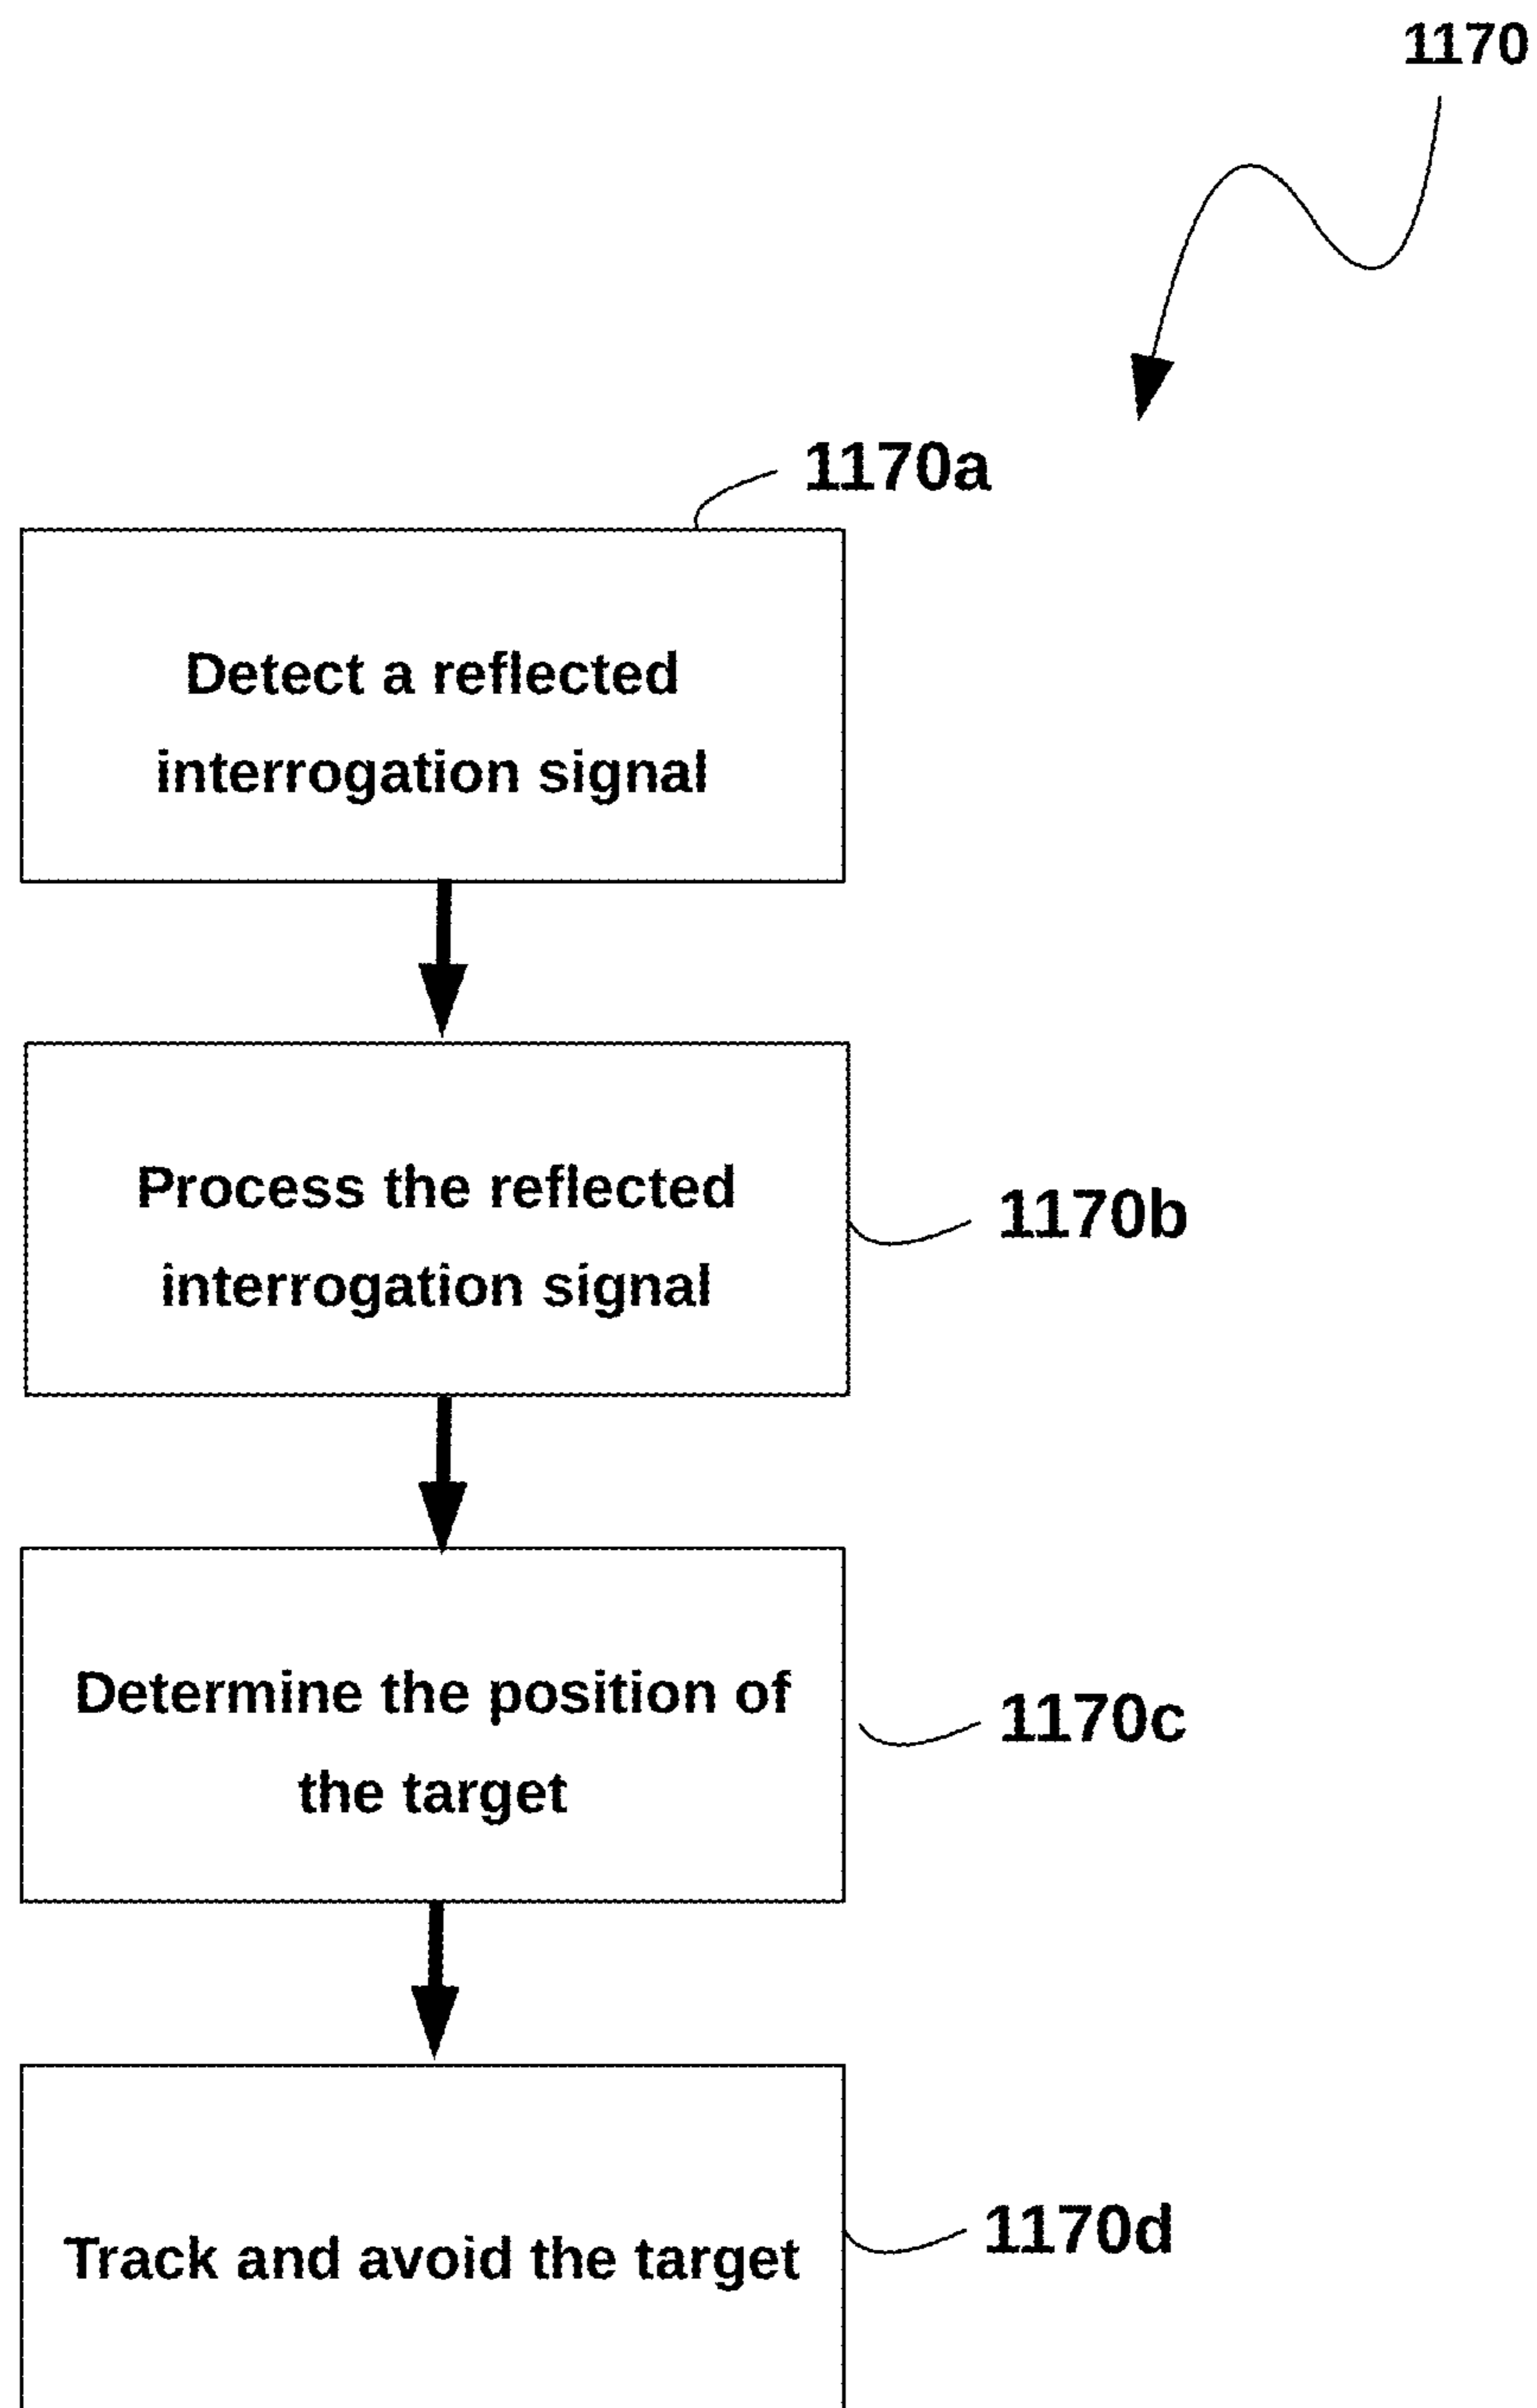 1170
1170a
Detect a reflected
interrogation signal
Process the reflected
interrogation signal
1170b
Determine the position of
the target
1170c
Track and avoid the target
1170d